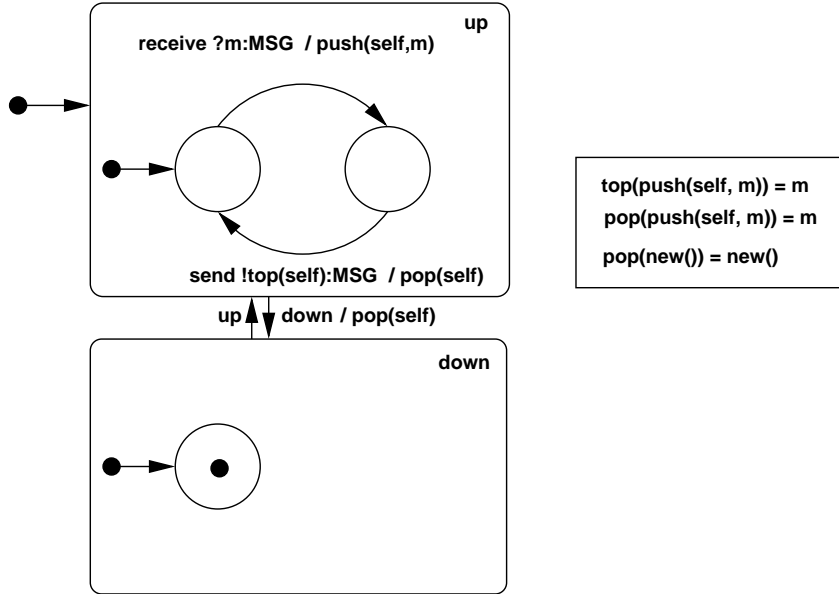 up
receive ?m:MSG / push(self,m)
send !top(self):MSG / pop(self)
up
down / pop(self)
down
top(push(self, m)) = m
pop(push(self, m)) = m
pop(new()) = new()